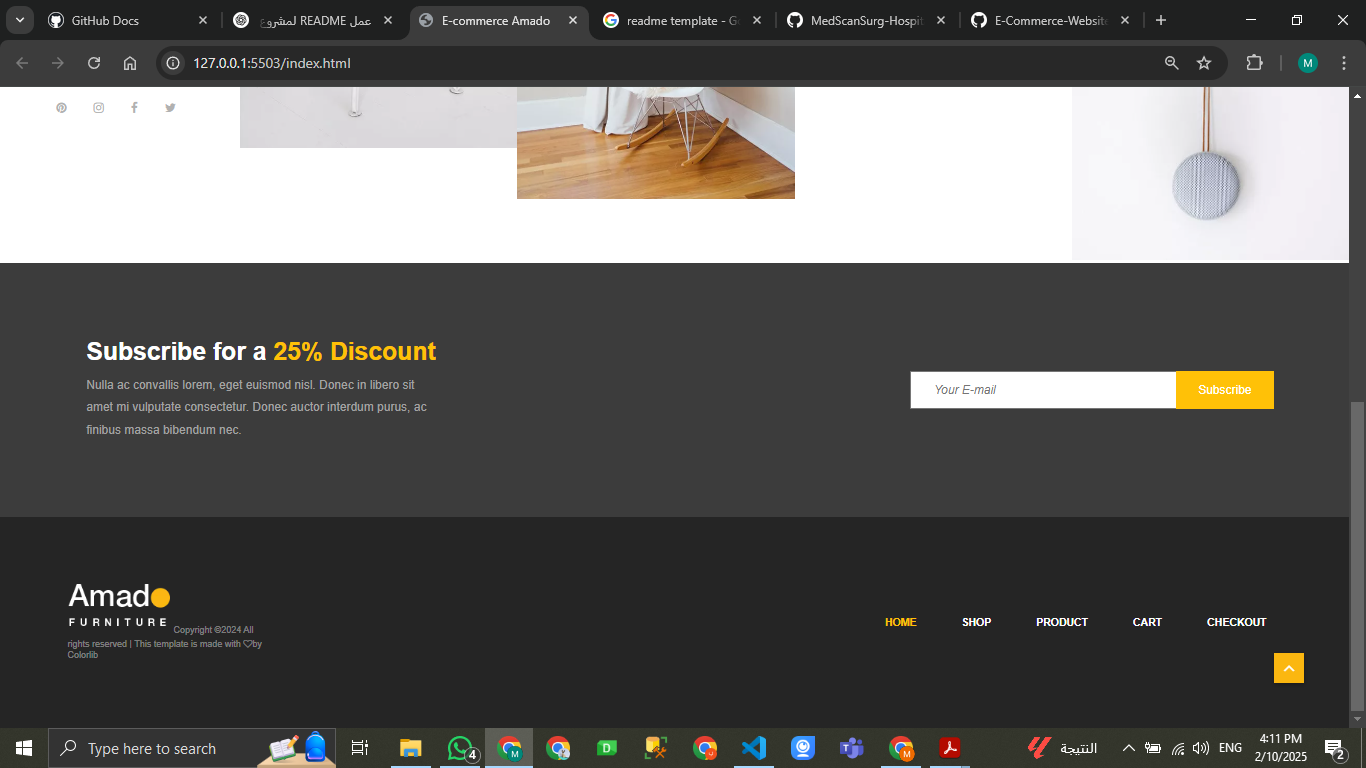 GitHub Docs
عمل README لمشروع
E-commerce Amado
readme template - G
MedScanSurg-Hospit
E-Commerce-Website
127.0.0.1:5503/index.html
M
Subscribe for a 25% Discount
Nulla ac convallis lorem, eget euismod nisl. Donec in libero sit
amet mi vulputate consectetur. Donec auctor interdum purus, ac
finibus massa bibendum nec.
Your E-mail
Subscribe
Amado
FURNITURE
Copyright ©2024 All
rights reserved | This template is made with ♡by
Colorlib
HOME SHOP PRODUCT CART CHECKOUT
Type here to search
4
M
D
M
النتيجة
ENG
4:11 PM
2/10/2025
2